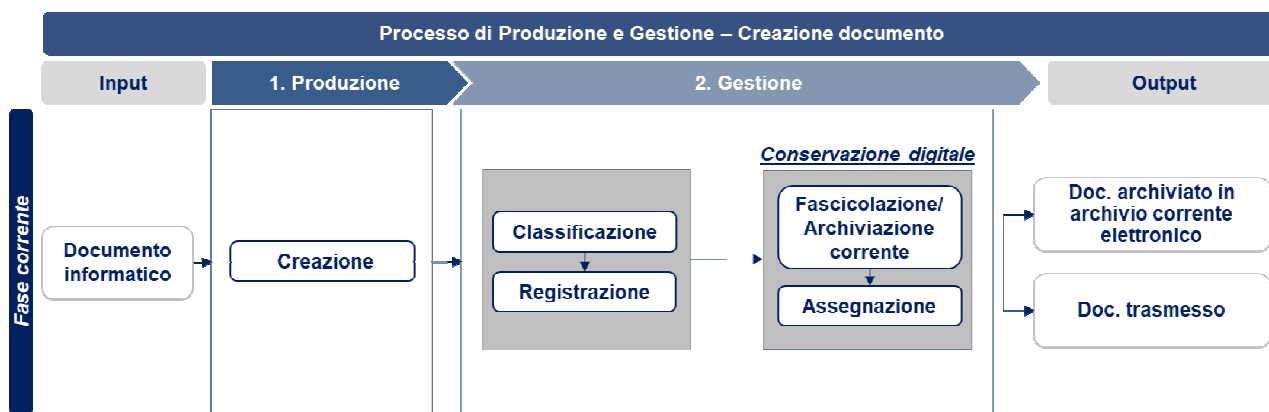 Processo di Produzione e Gestione – Creazione documento
Input
1. Produzione
2. Gestione
Output
Fase corrente
Documento
informatico
Creazione
Classificazione
Registrazione
Conservazione digitale
Fascicolazione/
Archiviazione
corrente
Assegnazione
Doc. archiviato in
archivio corrente
elettronico
Doc. trasmesso